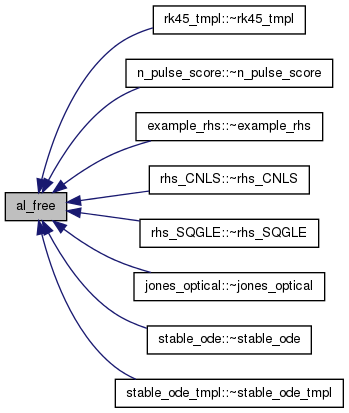 rk45_tmpl::~rk45_tmpl
n_pulse_score::~n_pulse_score
example_rhs::~example_rhs
rhs_CNLS::~rhs_CNLS
al_free
rhs_SQGLE::~rhs_SQGLE
jones_optical::~jones_optical
stable_ode::~stable_ode
stable_ode_tmpl::~stable_ode_tmpl